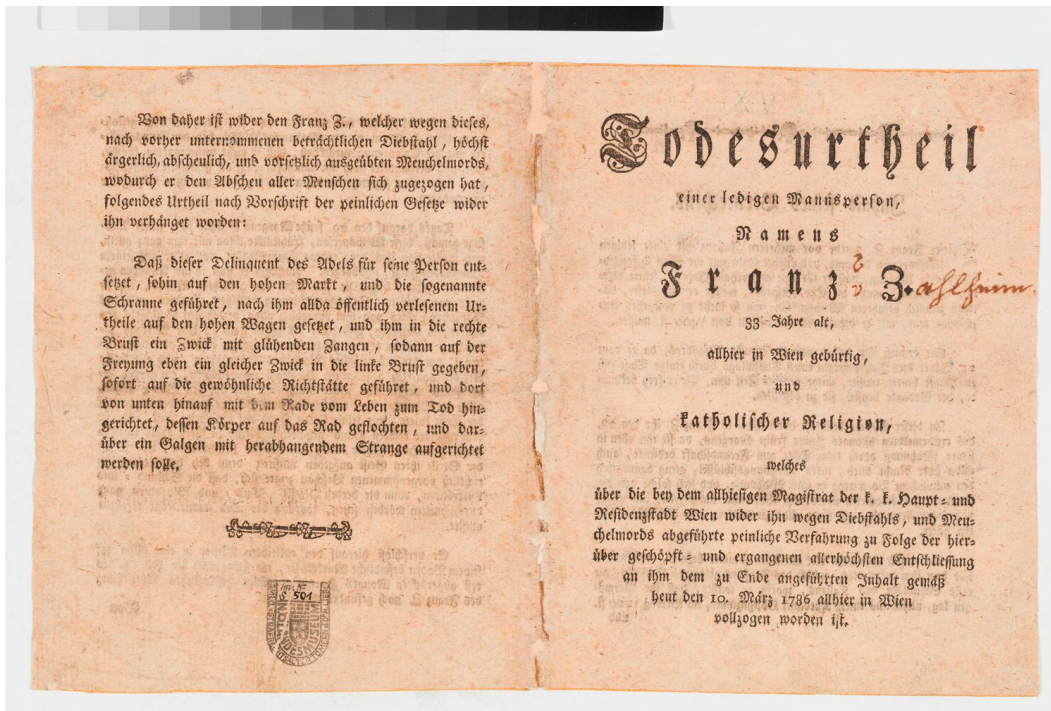 Von daher ist wider den Franz Z., welcher wegen dieses,
nach vorher unternommenen beträchtlichen Diebstahl, höchst
ärgerlich, abscheulich, und vorsetzlich ausgeübten Meuchelmords,
wodurch er den Abscheu aller Menschen sich zugezogen hat,
folgendes Urtheil nach Vorschrift der peinlichen Gesetze wider
ihn verhänget worden:
Daß dieser Delinquent des Adels für seine Person ent-
setzet, sohin auf den hohen Markt, und die sogenannte
Schranne geführet, nach ihm allda öffentlich verlesenem Ur-
theile auf den hohen Wagen gesetzet, und ihm in die rechte
Brust ein Zwick mit glühenden Zangen, sodann auf der
Freyung eben ein gleicher Zwick in die linke Brust gegeben,
sofort auf die gewöhnliche Richtstätte geführet, und dort
von unten hinauf mit dem Rade vom Leben zum Tod hin-
gerichtet, dessen Körper auf das Rad geflochten, und dar-
über ein Galgen mit herabhangendem Strange aufgerichtet
werden solle.
Inv. Nr.
S 501
Todesurtheil
einer ledigen Mannsperson,
Namens
Franz Z.ahlheim.
33 Jahre alt,
allhier in Wien gebürtig,
und
katholischer Religion,
welches
über die bey dem allhiesigen Magistrat der k. k. Haupt- und
Residenzstadt Wien wider ihn wegen Diebstahls, und Meu-
chelmords abgeführte peinliche Verfahrung zu Folge der hier-
über geschöpft- und ergangenen allerhöchsten Entschliessung
an ihm dem zu Ende angeführten Inhalt gemäß
heut den 10. März 1786 allhier in Wien
vollzogen worden ist.